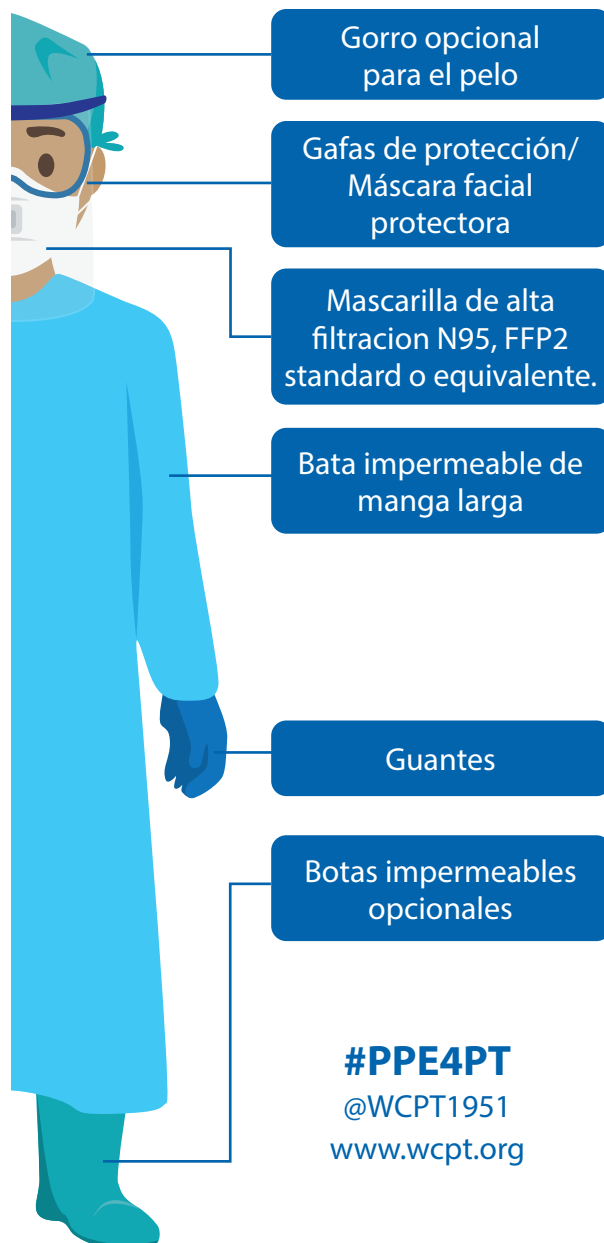 Gorro opcional
para el pelo
Gafas de protección/
Máscara facial
protectora
Mascarilla de alta
filtracion N95, FFP2
standard o equivalente.
Bata impermeable de
manga larga
Guantes
Botas impermeables
opcionales
#PPE4PT
@WCPT1951
www.wcpt.org